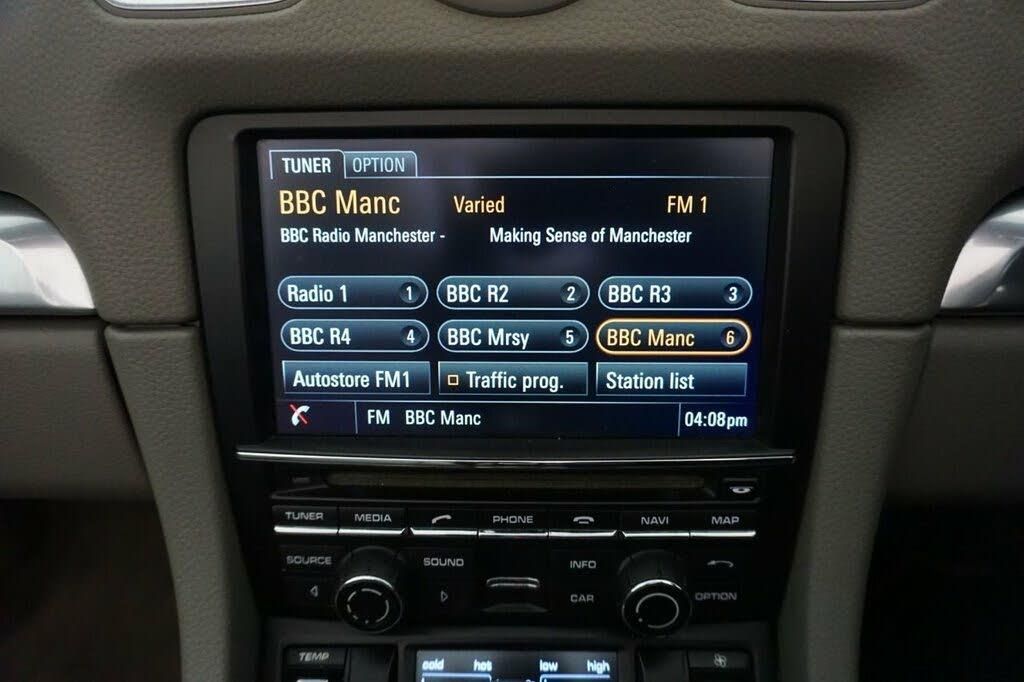 TUNER OPTION
BBC Manc Varied FM 1
BBC Radio Manchester - Making Sense of Manchester
Radio 1 1 BBC R2 2 BBC R3 3
BBC R4 4 BBC Mrsy 5 BBC Manc 6
Autostore FM1 Traffic prog. Station list
FM BBC Manc 04:08pm
TUNER MEDIA PHONE NAVI MAP
SOURCE SOUND INFO
CAR OPTION
TEMP
cold hot low high